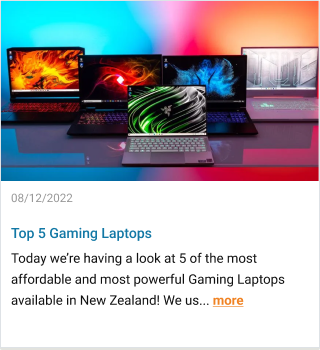 08/12/2022
Top 5 Gaming Laptops
Today we’re having a look at 5 of the most
affordable and most powerful Gaming Laptops
available in New Zealand! We us... more